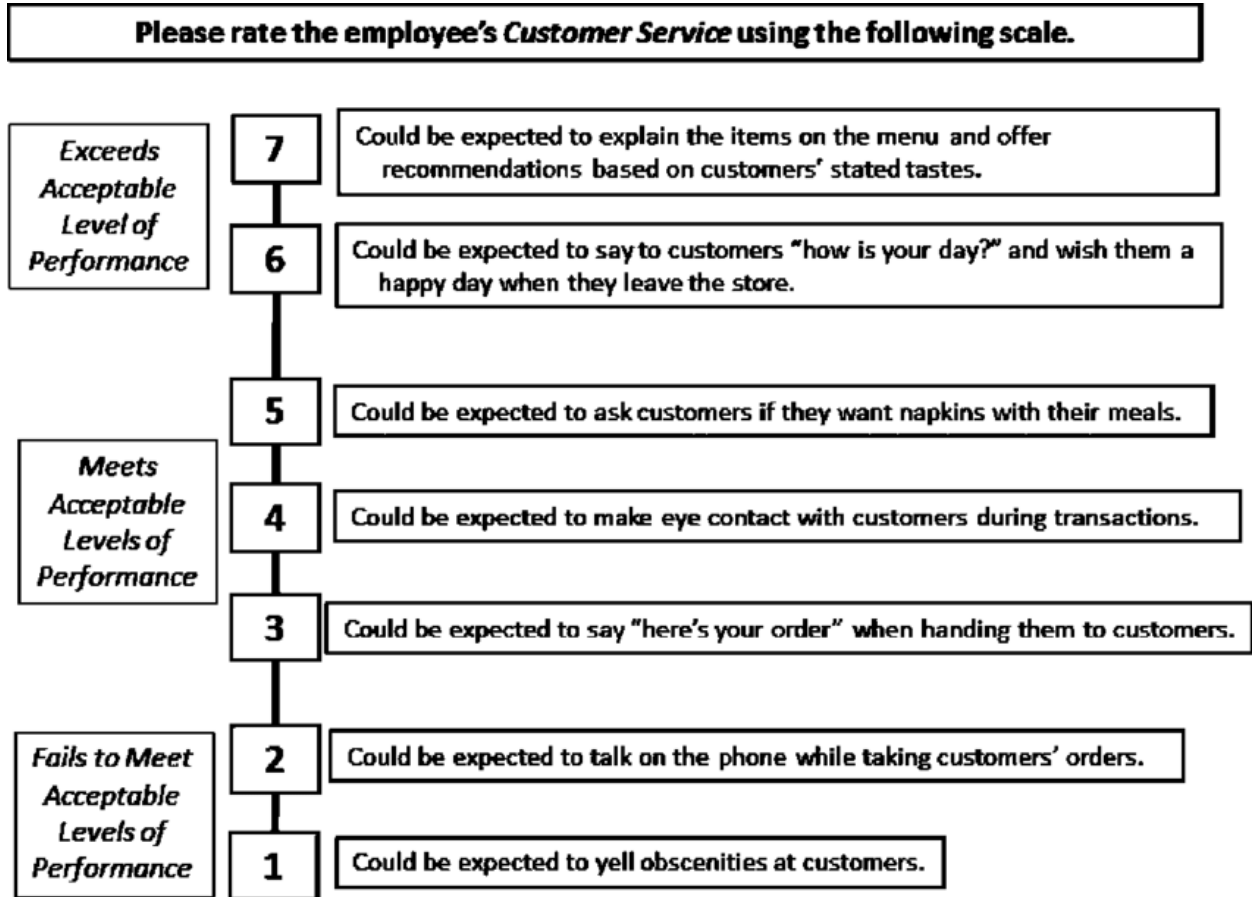 Please rate the employee's Customer Service using the following scale.
Exceeds
Acceptable
Level of
Performance
7
Could be expected to explain the items on the menu and offer
recommendations based on customers' stated tastes.
6
Could be expected to say to customers "how is your day?" and wish them a
happy day when they leave the store.
Meets
Acceptable
Levels of
Performance
5
Could be expected to ask customers if they want napkins with their meals.
4
Could be expected to make eye contact with customers during transactions.
3
Could be expected to say "here's your order" when handing them to customers.
Fails to Meet
Acceptable
Levels of
Performance
2
Could be expected to talk on the phone while taking customers' orders.
1
Could be expected to yell obscenities at customers.